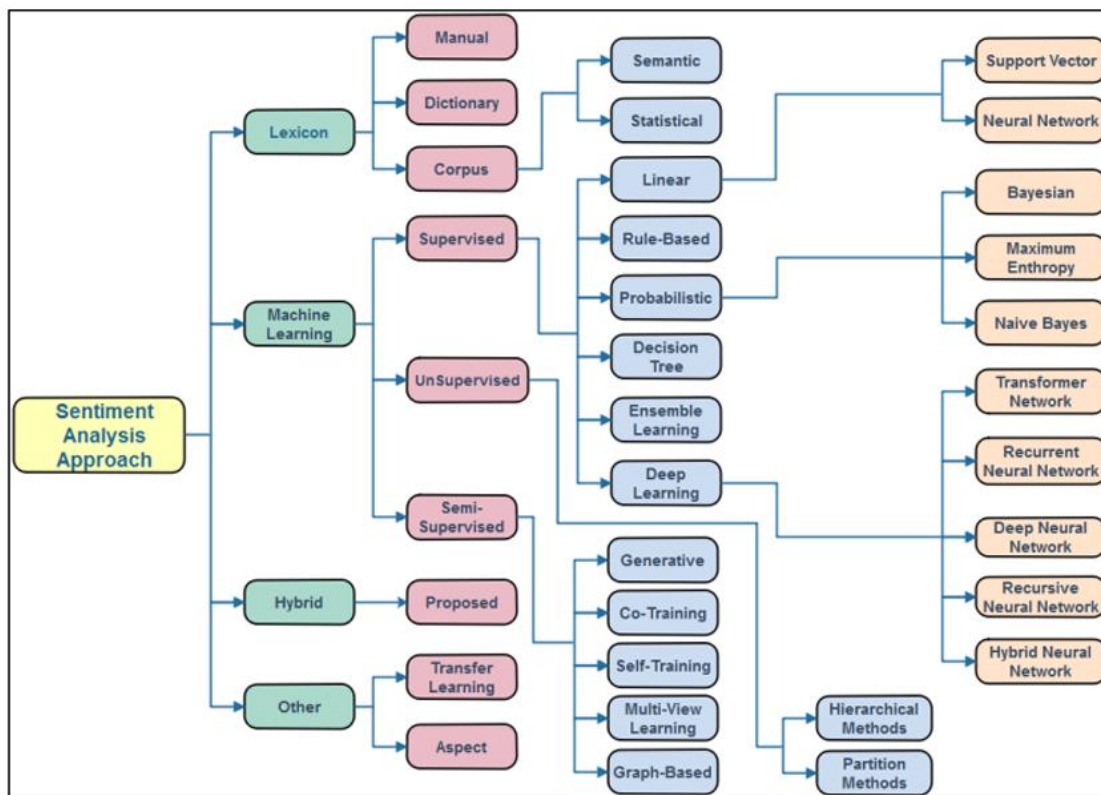 Sentiment
Analysis
Approach
Lexicon
Machine
Learning
Hybrid
Other
Manual
Dictionary
Corpus
Supervised
UnSupervised
Semi-
Supervised
Proposed
Transfer
Learning
Aspect
Semantic
Statistical
Linear
Rule-Based
Probabilistic
Decision
Tree
Ensemble
Learning
Deep
Learning
Generative
Co-Training
Self-Training
Multi-View
Learning
Graph-Based
Hierarchical
Methods
Partition
Methods
Support Vector
Neural Network
Bayesian
Maximum
Entropy
Naive Bayes
Transformer
Network
Recurrent
Neural Network
Deep Neural
Network
Recursive
Neural Network
Hybrid Neural
Network